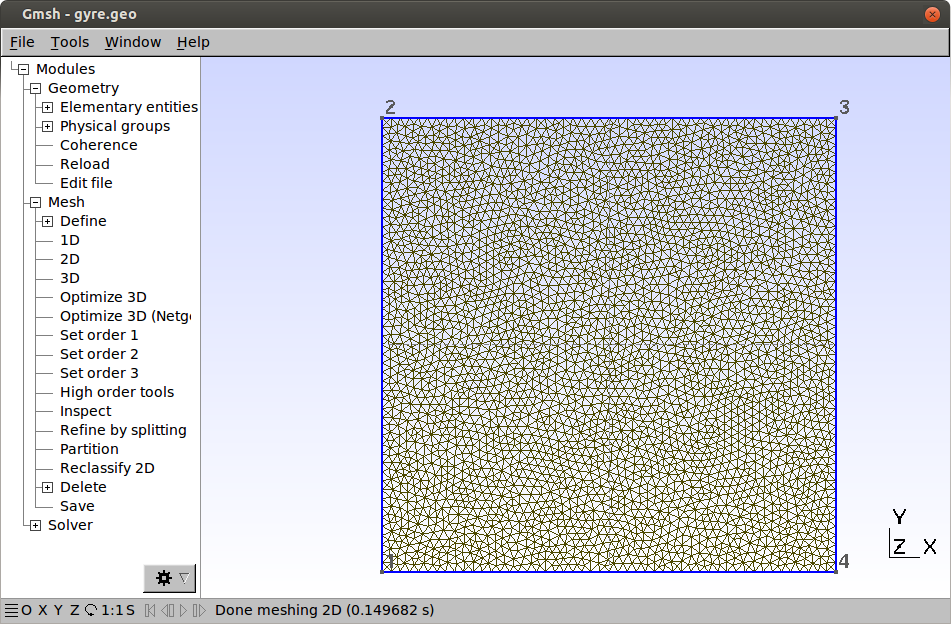 Gmsh - gyre.geo
File Tools Window Help
Modules
Geometry
Elementary entities
Physical groups
Coherence
Reload
Edit file
Mesh
Define
1D
2D
3D
Optimize 3D
Optimize 3D (Netg
Set order 1
Set order 2
Set order 3
High order tools
Inspect
Refine by splitting
Partition
Reclassify 2D
Delete
Save
Solver
2 3
1 4
Y
Z X
O X Y Z 1:1 S Done meshing 2D (0.149682 s)